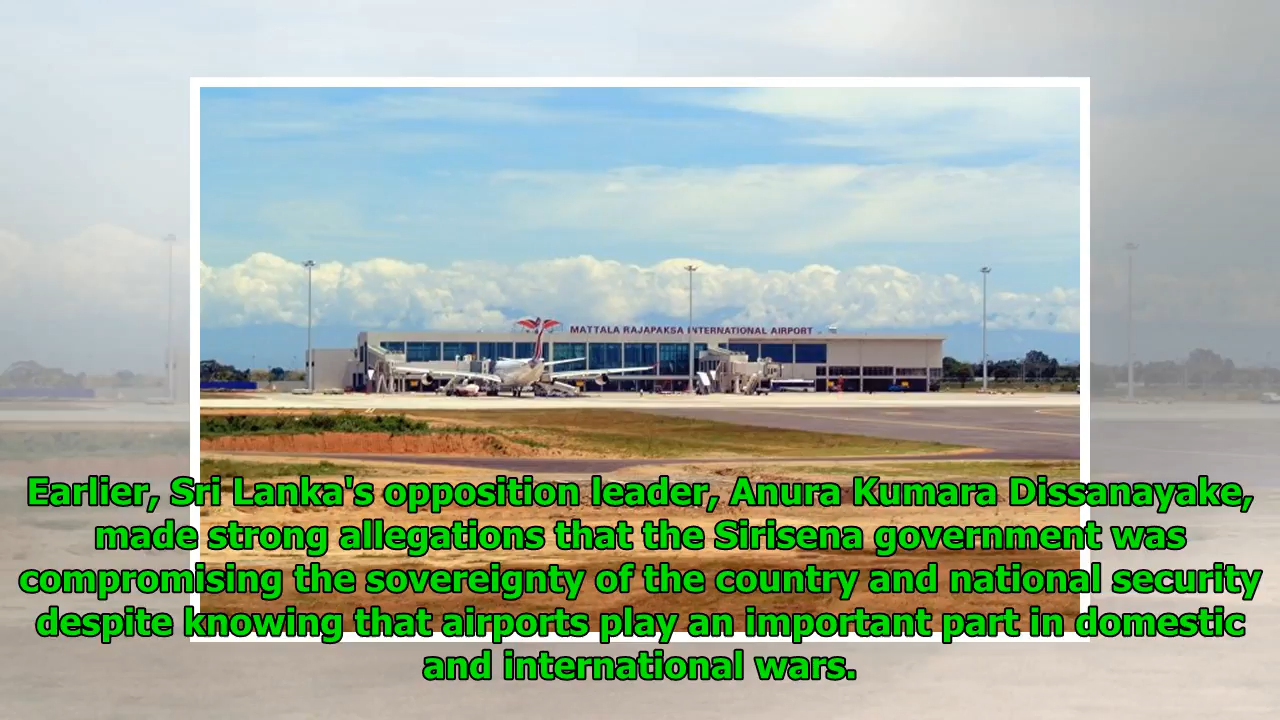 MATTALA RAJAPAKSA INTERNATIONAL AIRPORT
Earlier, Sri Lanka's opposition leader, Anura Kumara Dissanayake,
made strong allegations that the Sirisena government was
compromising the sovereignty of the country and national security
despite knowing that airports play an important part in domestic
and international wars.